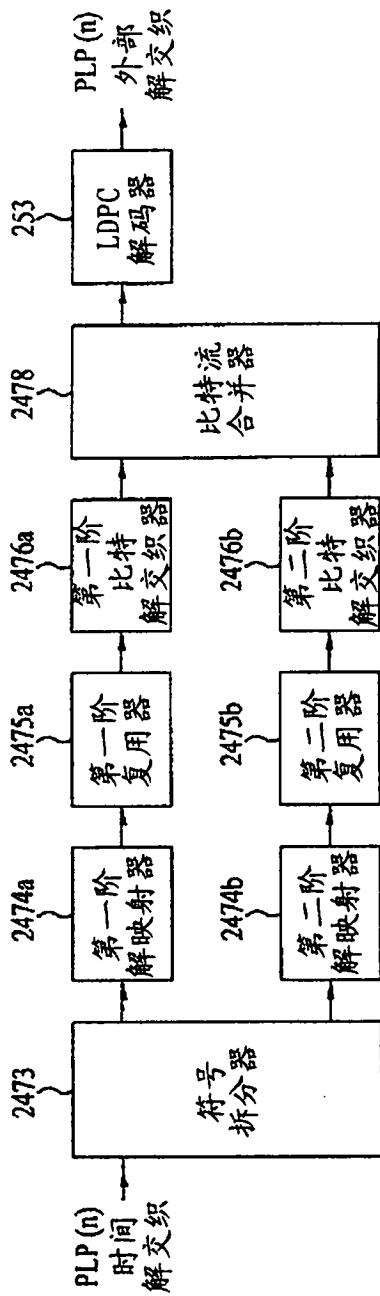 PLP (n)
时间
解交织
2473
符号
拆分器
2474a
第一阶
解映射器
2475a
第一阶
复用器
2476a
第一阶
比特
解交织器
2474b
第二阶
解映射器
2475b
第二阶
复用器
2476b
第二阶
比特
解交织器
2478
比特流
合并器
253
LDPC
解码器
PLP (n)
外部
解交织